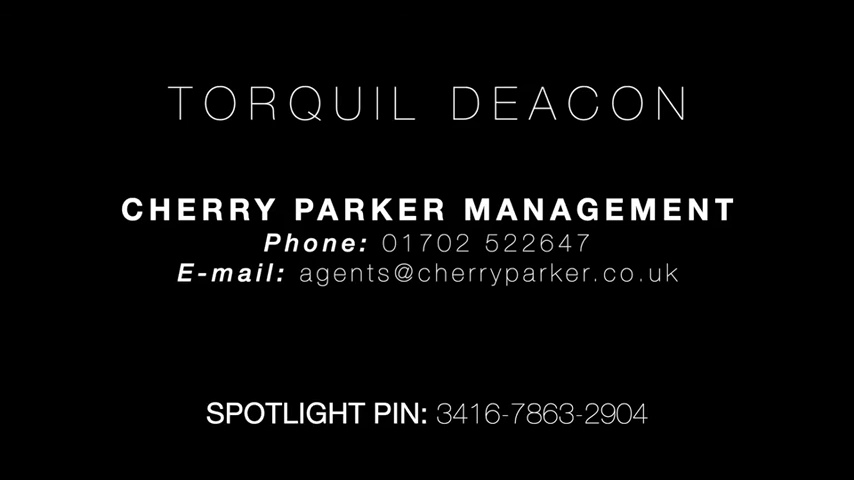 TORQUIL DEACON
CHERRY PARKER MANAGEMENT
Phone: 01702 522647
E-mail: agents@cherryparker.co.uk
SPOTLIGHT PIN: 3416-7863-2904